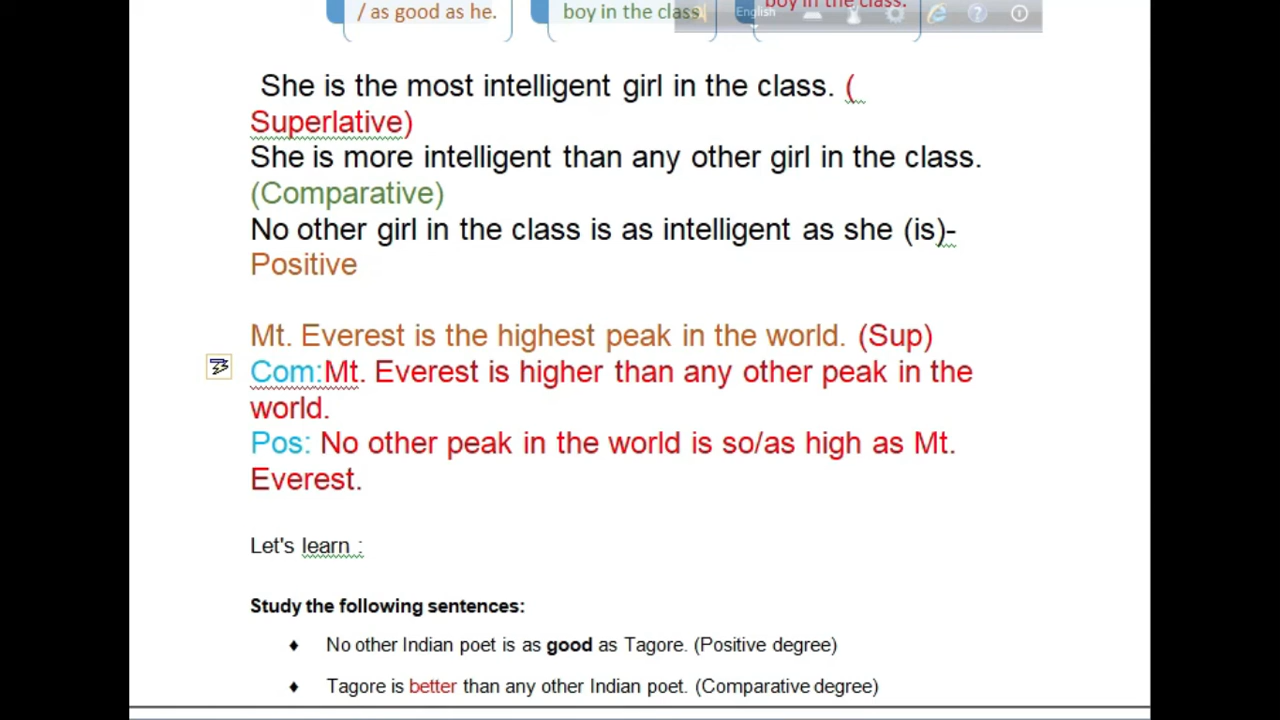 / as good as he.
boy in the class.
boy in the class.
English
She is the most intelligent girl in the class. (
Superlative)
She is more intelligent than any other girl in the class.
(Comparative)
No other girl in the class is as intelligent as she (is)-
Positive
Mt. Everest is the highest peak in the world. (Sup)
Com:Mt. Everest is higher than any other peak in the
world.
Pos: No other peak in the world is so/as high as Mt.
Everest.
Let's learn :
Study the following sentences:
♦ No other Indian poet is as good as Tagore. (Positive degree)
♦ Tagore is better than any other Indian poet. (Comparative degree)